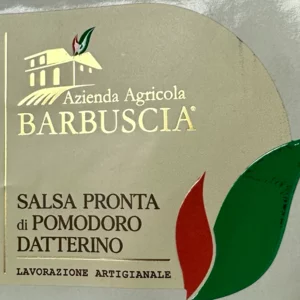 Azienda Agricola
BARBUSCIA®
SALSA PRONTA
di POMODORO
DATTERINO
LAVORAZIONE ARTIGIANALE